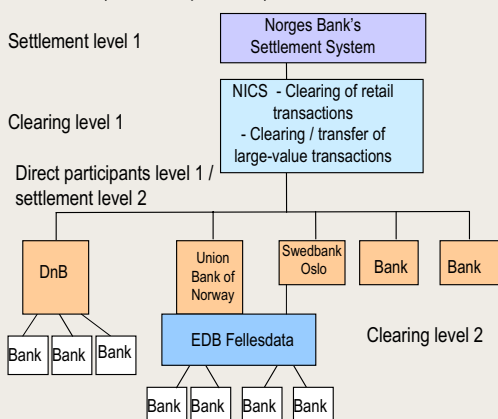 Settlement level 1
Norges Bank's
Settlement System
Clearing level 1
NICS - Clearing of retail
transactions
- Clearing / transfer of
large-value transactions
Direct participants level 1 /
settlement level 2
DnB
Union
Bank of
Norway
Swedbank
Oslo
Bank
Bank
Bank
Bank
Bank
EDB Fellesdata
Clearing level 2
Bank
Bank
Bank
Bank